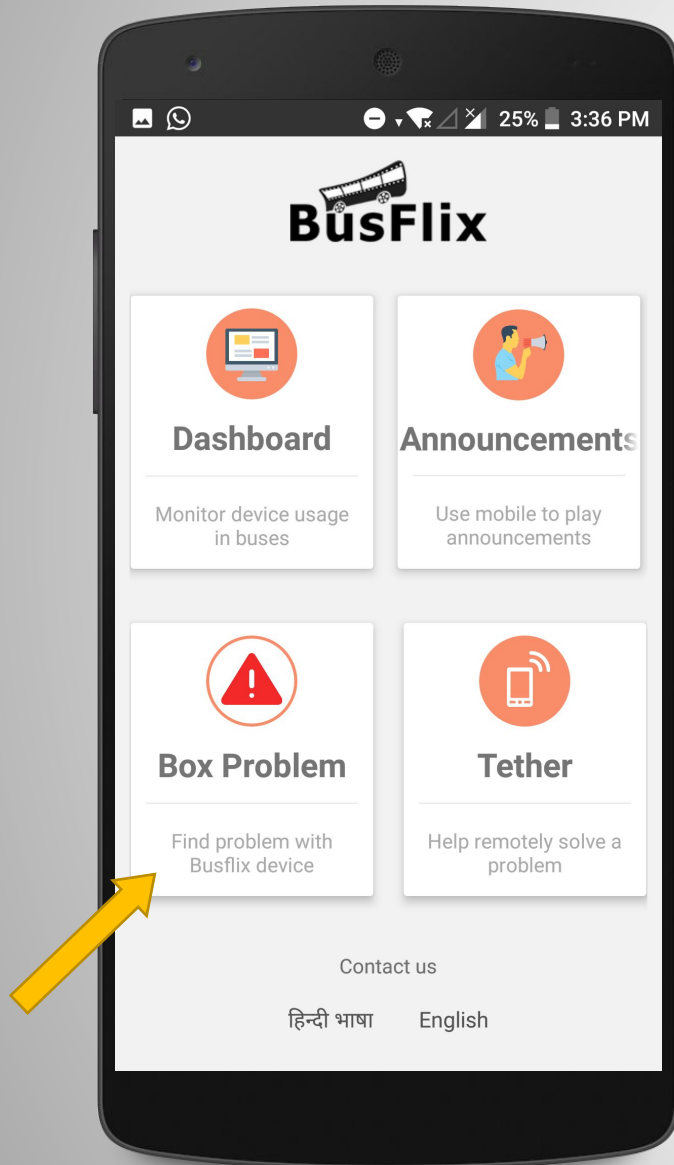 25% 3:36 PM
BusFlix
Dashboard
Monitor device usage
in buses
Announcements
Use mobile to play
announcements
Box Problem
Find problem with
Busflix device
Tether
Help remotely solve a
problem
Contact us
हिन्दी भाषा English